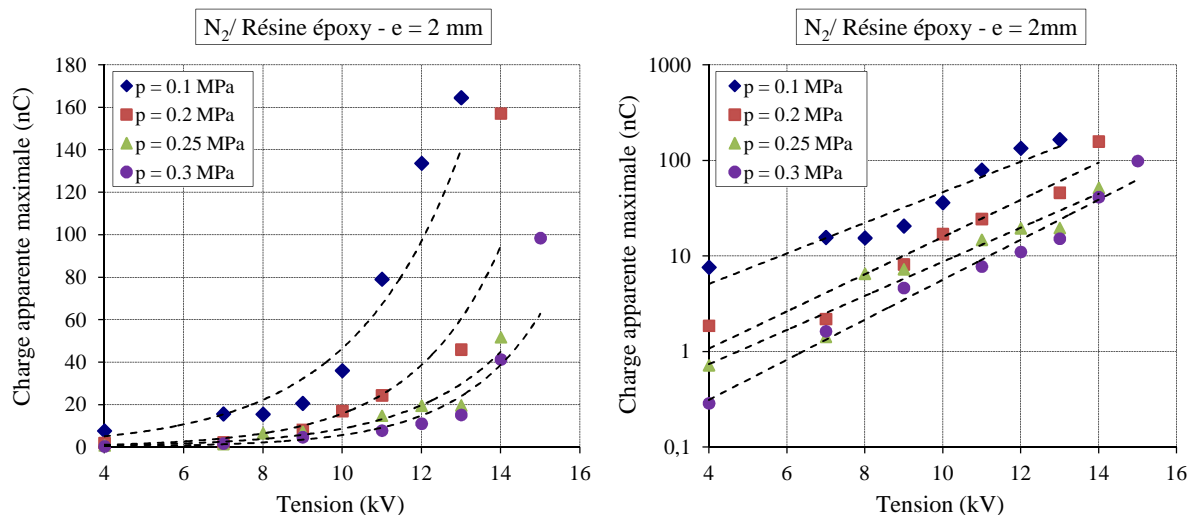 N2/ Résine époxy - e = 2 mm
180
160
140
120
100
80
60
40
20
0
p = 0.1 MPa
p = 0.2 MPa
p = 0.25 MPa
p = 0.3 MPa
Charge apparente maximale (nC)
4
6
8
10
12
14
16
Tension (kV)
N2/ Résine époxy - e = 2mm
1000
100
10
1
0,1
p = 0.1 MPa
p = 0.2 MPa
p = 0.25 MPa
p = 0.3 MPa
Charge apparente maximale (nC)
4
6
8
10
12
14
16
Tension (kV)